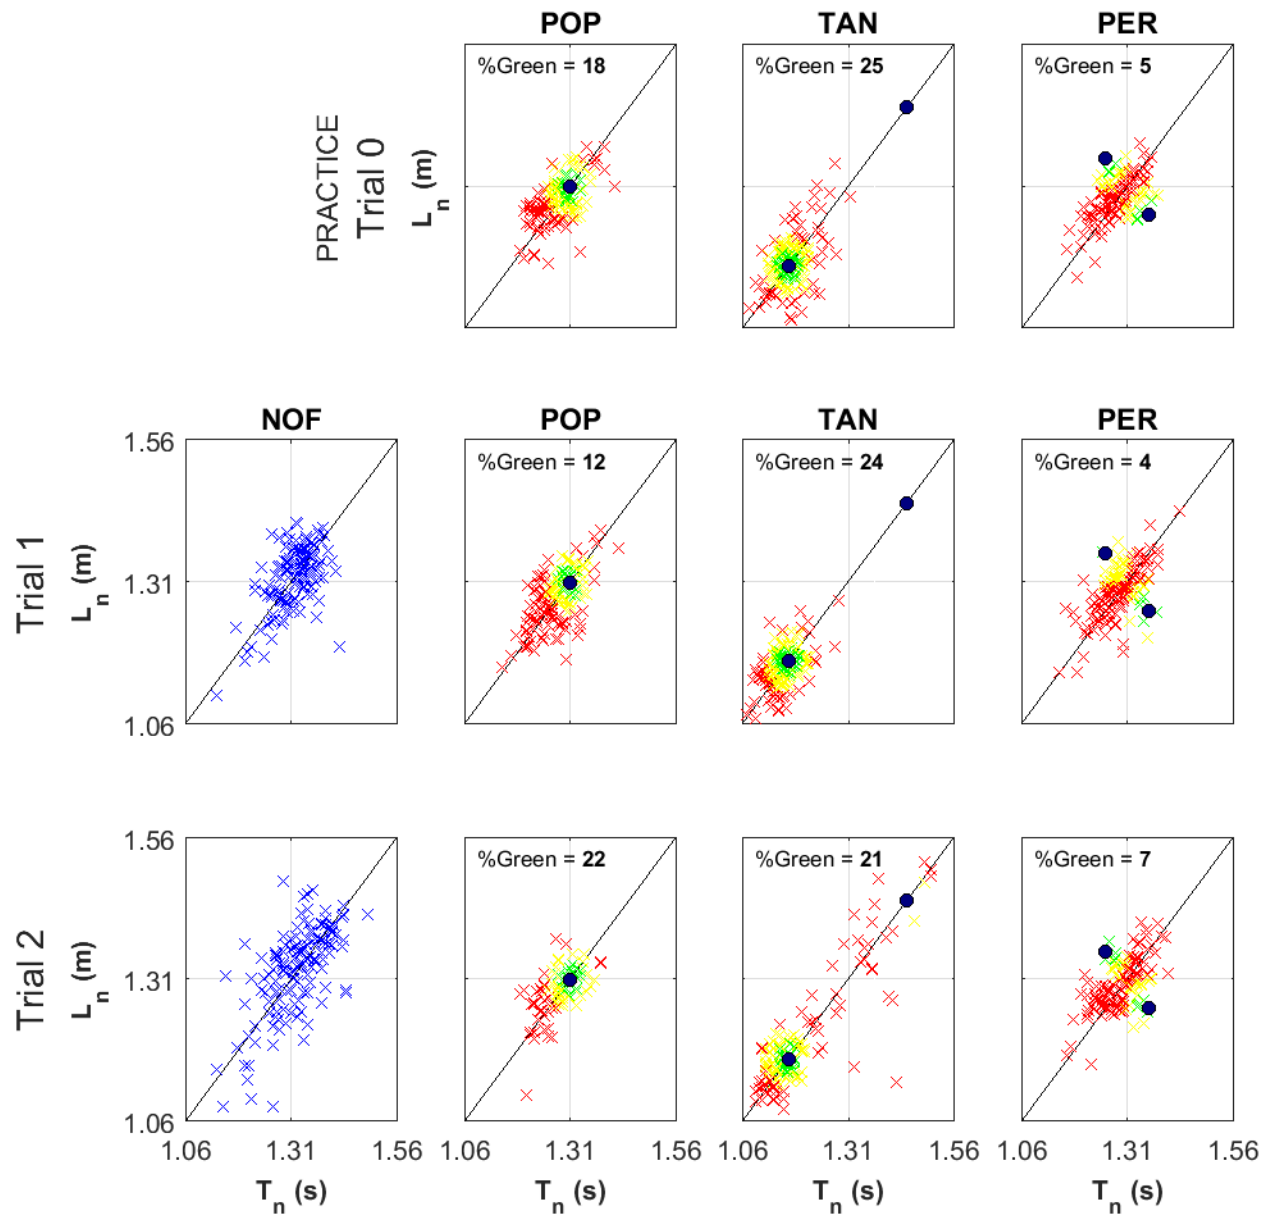 POP TAN PER
PRACTICE
Trial 0
L_n (m)
%Green = 18 %Green = 25 %Green = 5
NOF POP TAN PER
Trial 1
L_n (m)
1.56
1.31
1.06
%Green = 12 %Green = 24 %Green = 4
Trial 2
L_n (m)
1.56
1.31
1.06
%Green = 22 %Green = 21 %Green = 7
1.06 1.31 1.56 1.06 1.31 1.56 1.06 1.31 1.56 1.06 1.31 1.56
T_n (s) T_n (s) T_n (s) T_n (s)